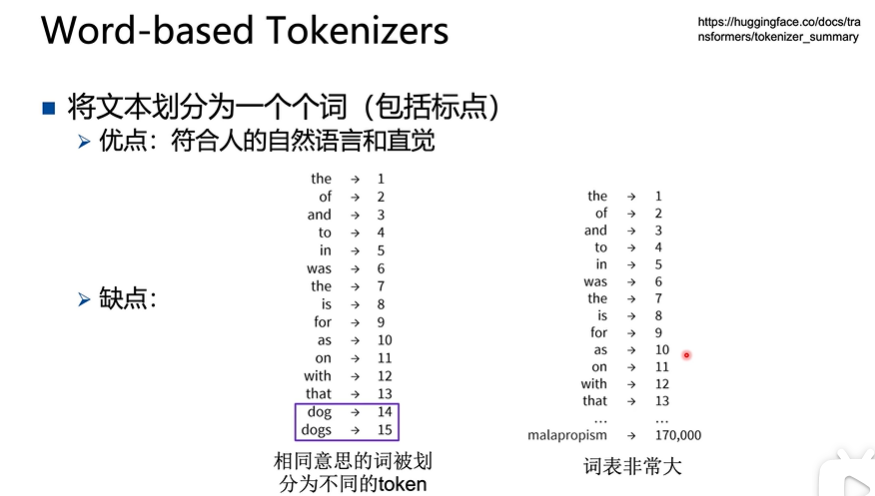 Word-based Tokenizers
https://huggingface.co/docs/tra
nsformers/tokenizer_summary
将文本划分为一个个词（包括标点）
优点：符合人的自然语言和直觉
缺点：
the → 1
of → 2
and → 3
to → 4
in → 5
was → 6
the → 7
is → 8
for → 9
as → 10
on → 11
with → 12
that → 13
dog → 14
dogs → 15
相同意思的词被划
分为不同的token
the → 1
of → 2
and → 3
to → 4
in → 5
was → 6
the → 7
is → 8
for → 9
as → 10
on → 11
with → 12
that → 13
... ...
malapropism → 170,000
词表非常大